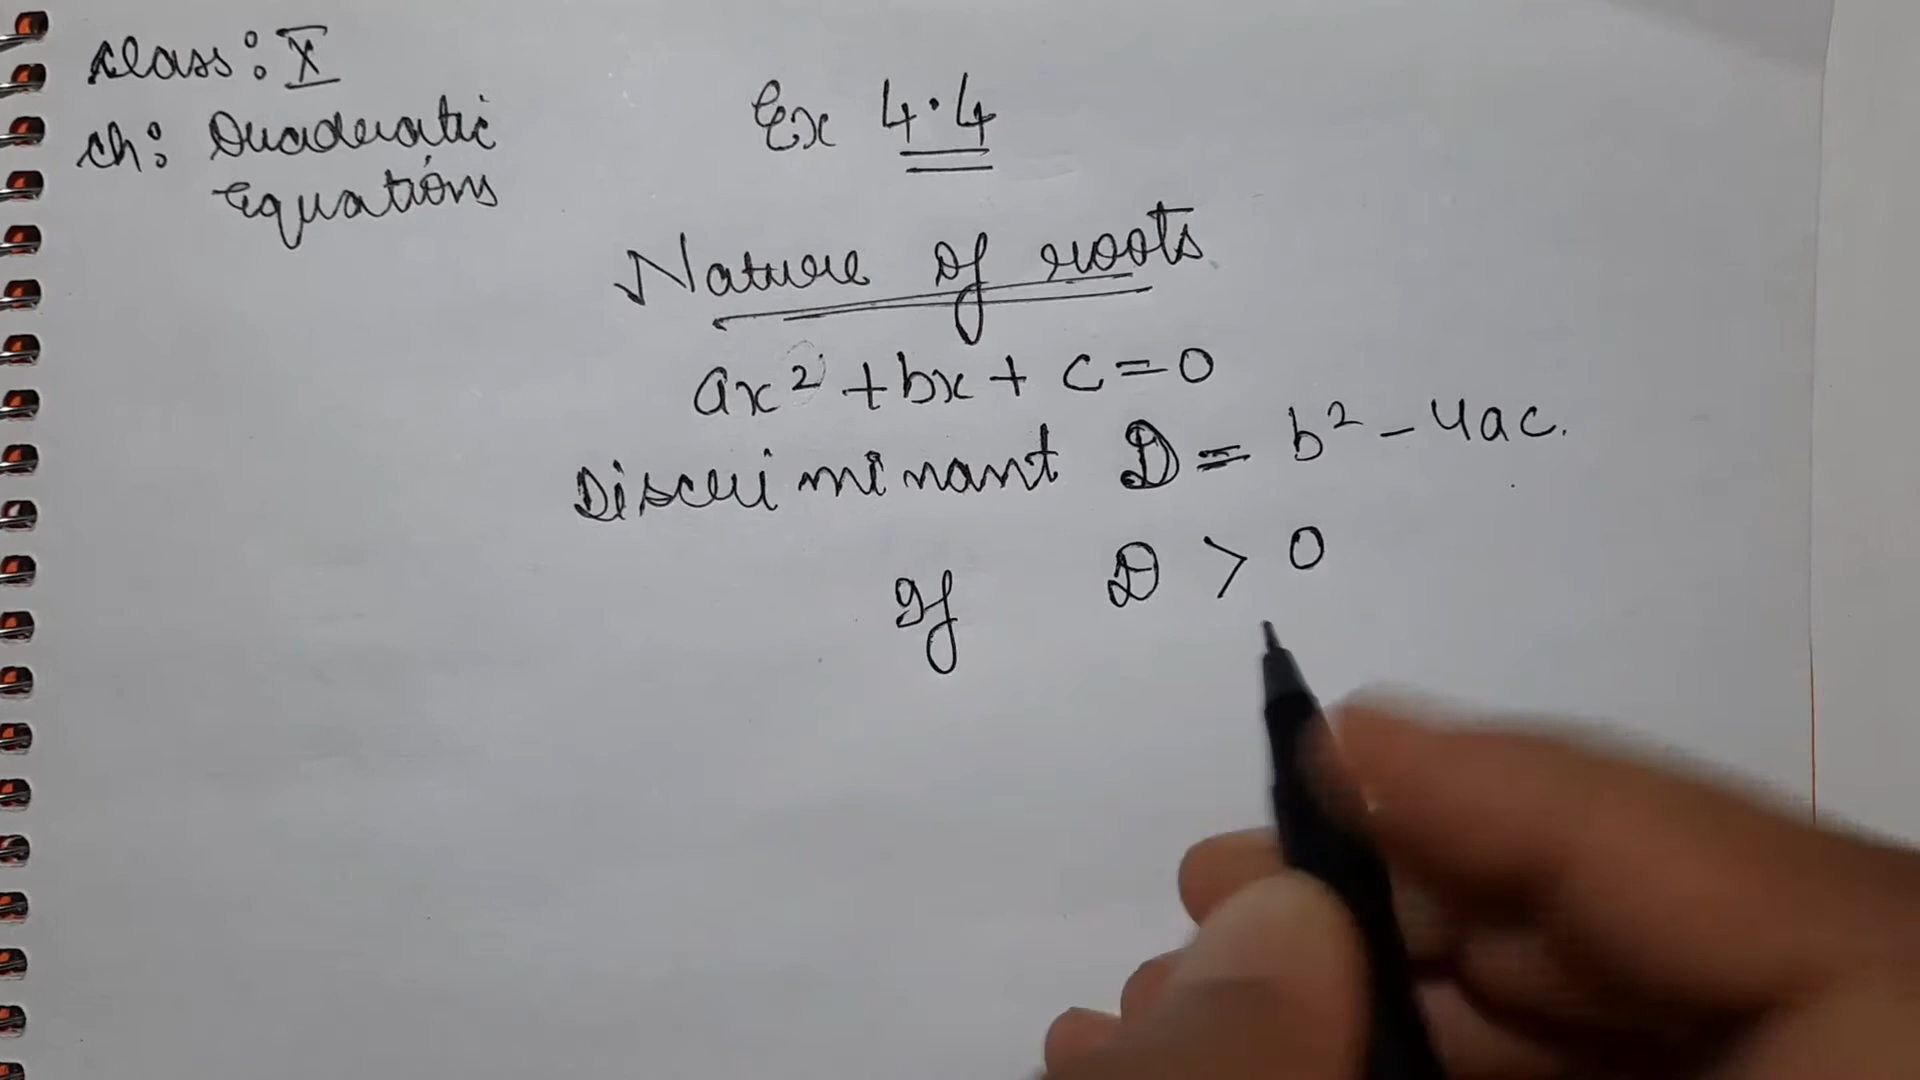 Class: X
Ch: Quadratic
Equations
Ex 4.4
Nature of roots
ax² + bx + c = 0
Discriminant D = b² - 4ac.
If D > 0